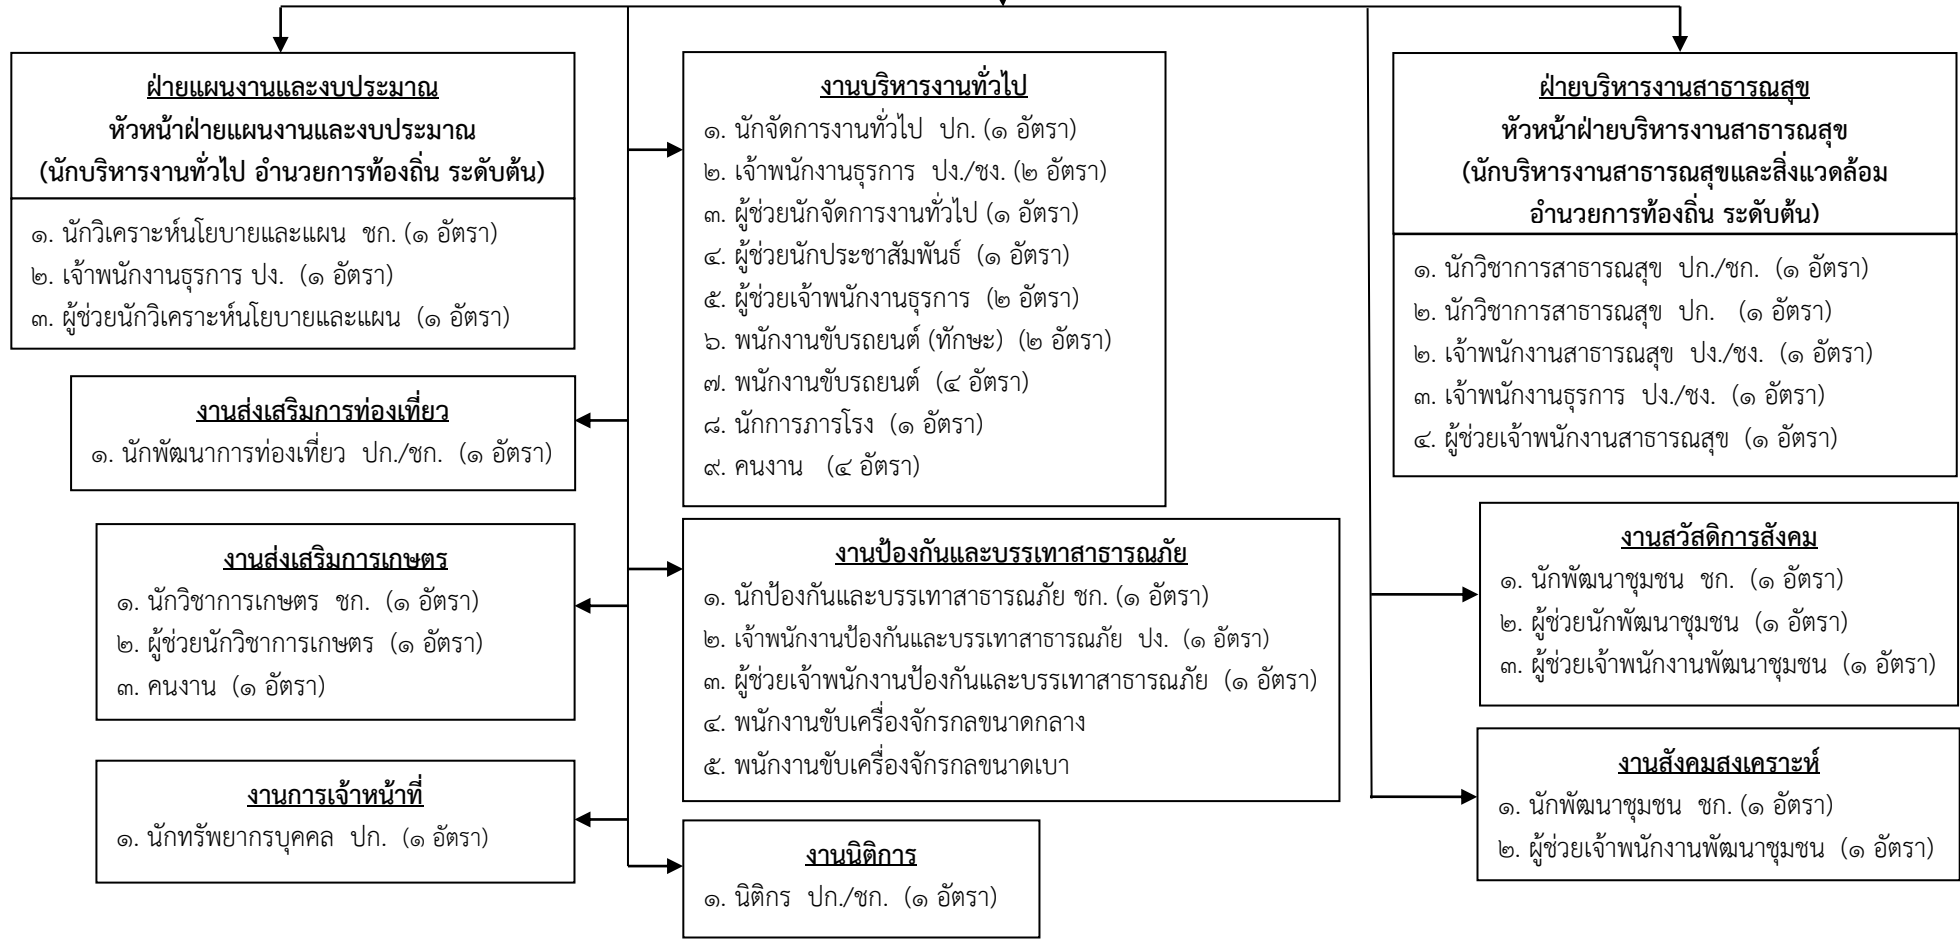 ฝ่ายแผนงานและงบประมาณ
หัวหน้าฝ่ายแผนงานและงบประมาณ
(นักบริหารงานทั่วไป อำนวยการท้องถิ่น ระดับต้น)
๑. นักวิเคราะห์นโยบายและแผน ชก. (๑ อัตรา)
๒. เจ้าพนักงานธุรการ ปง. (๑ อัตรา)
๓. ผู้ช่วยนักวิเคราะห์นโยบายและแผน (๑ อัตรา)
งานส่งเสริมการท่องเที่ยว
๑. นักพัฒนาการท่องเที่ยว ปก./ชก. (๑ อัตรา)
งานส่งเสริมการเกษตร
๑. นักวิชาการเกษตร ชก. (๑ อัตรา)
๒. ผู้ช่วยนักวิชาการเกษตร (๑ อัตรา)
๓. คนงาน (๑ อัตรา)
งานการเจ้าหน้าที่
๑. นักทรัพยากรบุคคล ปก. (๑ อัตรา)
งานบริหารงานทั่วไป
๑. นักจัดการงานทั่วไป ปก. (๑ อัตรา)
๒. เจ้าพนักงานธุรการ ปง./ชง. (๒ อัตรา)
๓. ผู้ช่วยนักจัดการงานทั่วไป (๑ อัตรา)
๔. ผู้ช่วยนักประชาสัมพันธ์ (๑ อัตรา)
๕. ผู้ช่วยเจ้าพนักงานธุรการ (๒ อัตรา)
๖. พนักงานขับรถยนต์ (ทักษะ) (๒ อัตรา)
๗. พนักงานขับรถยนต์ (๔ อัตรา)
๘. นักการภารโรง (๑ อัตรา)
๙. คนงาน (๔ อัตรา)
งานป้องกันและบรรเทาสาธารณภัย
๑. นักป้องกันและบรรเทาสาธารณภัย ชก. (๑ อัตรา)
๒. เจ้าพนักงานป้องกันและบรรเทาสาธารณภัย ปง. (๑ อัตรา)
๓. ผู้ช่วยเจ้าพนักงานป้องกันและบรรเทาสาธารณภัย (๑ อัตรา)
๔. พนักงานขับเครื่องจักรกลขนาดกลาง
๕. พนักงานขับเครื่องจักรกลขนาดเบา
งานนิติการ
๑. นิติกร ปก./ชก. (๑ อัตรา)
ฝ่ายบริหารงานสาธารณสุข
หัวหน้าฝ่ายบริหารงานสาธารณสุข
(นักบริหารงานสาธารณสุขและสิ่งแวดล้อม
อำนวยการท้องถิ่น ระดับต้น)
๑. นักวิชาการสาธารณสุข ปก./ชก. (๑ อัตรา)
๒. นักวิชาการสาธารณสุข ปก. (๑ อัตรา)
๒. เจ้าพนักงานสาธารณสุข ปง./ชง. (๑ อัตรา)
๓. เจ้าพนักงานธุรการ ปง./ชง. (๑ อัตรา)
๔. ผู้ช่วยเจ้าพนักงานสาธารณสุข (๑ อัตรา)
งานสวัสดิการสังคม
๑. นักพัฒนาชุมชน ชก. (๑ อัตรา)
๒. ผู้ช่วยนักพัฒนาชุมชน (๑ อัตรา)
๓. ผู้ช่วยเจ้าพนักงานพัฒนาชุมชน (๑ อัตรา)
งานสังคมสงเคราะห์
๑. นักพัฒนาชุมชน ชก. (๑ อัตรา)
๒. ผู้ช่วยเจ้าพนักงานพัฒนาชุมชน (๑ อัตรา)